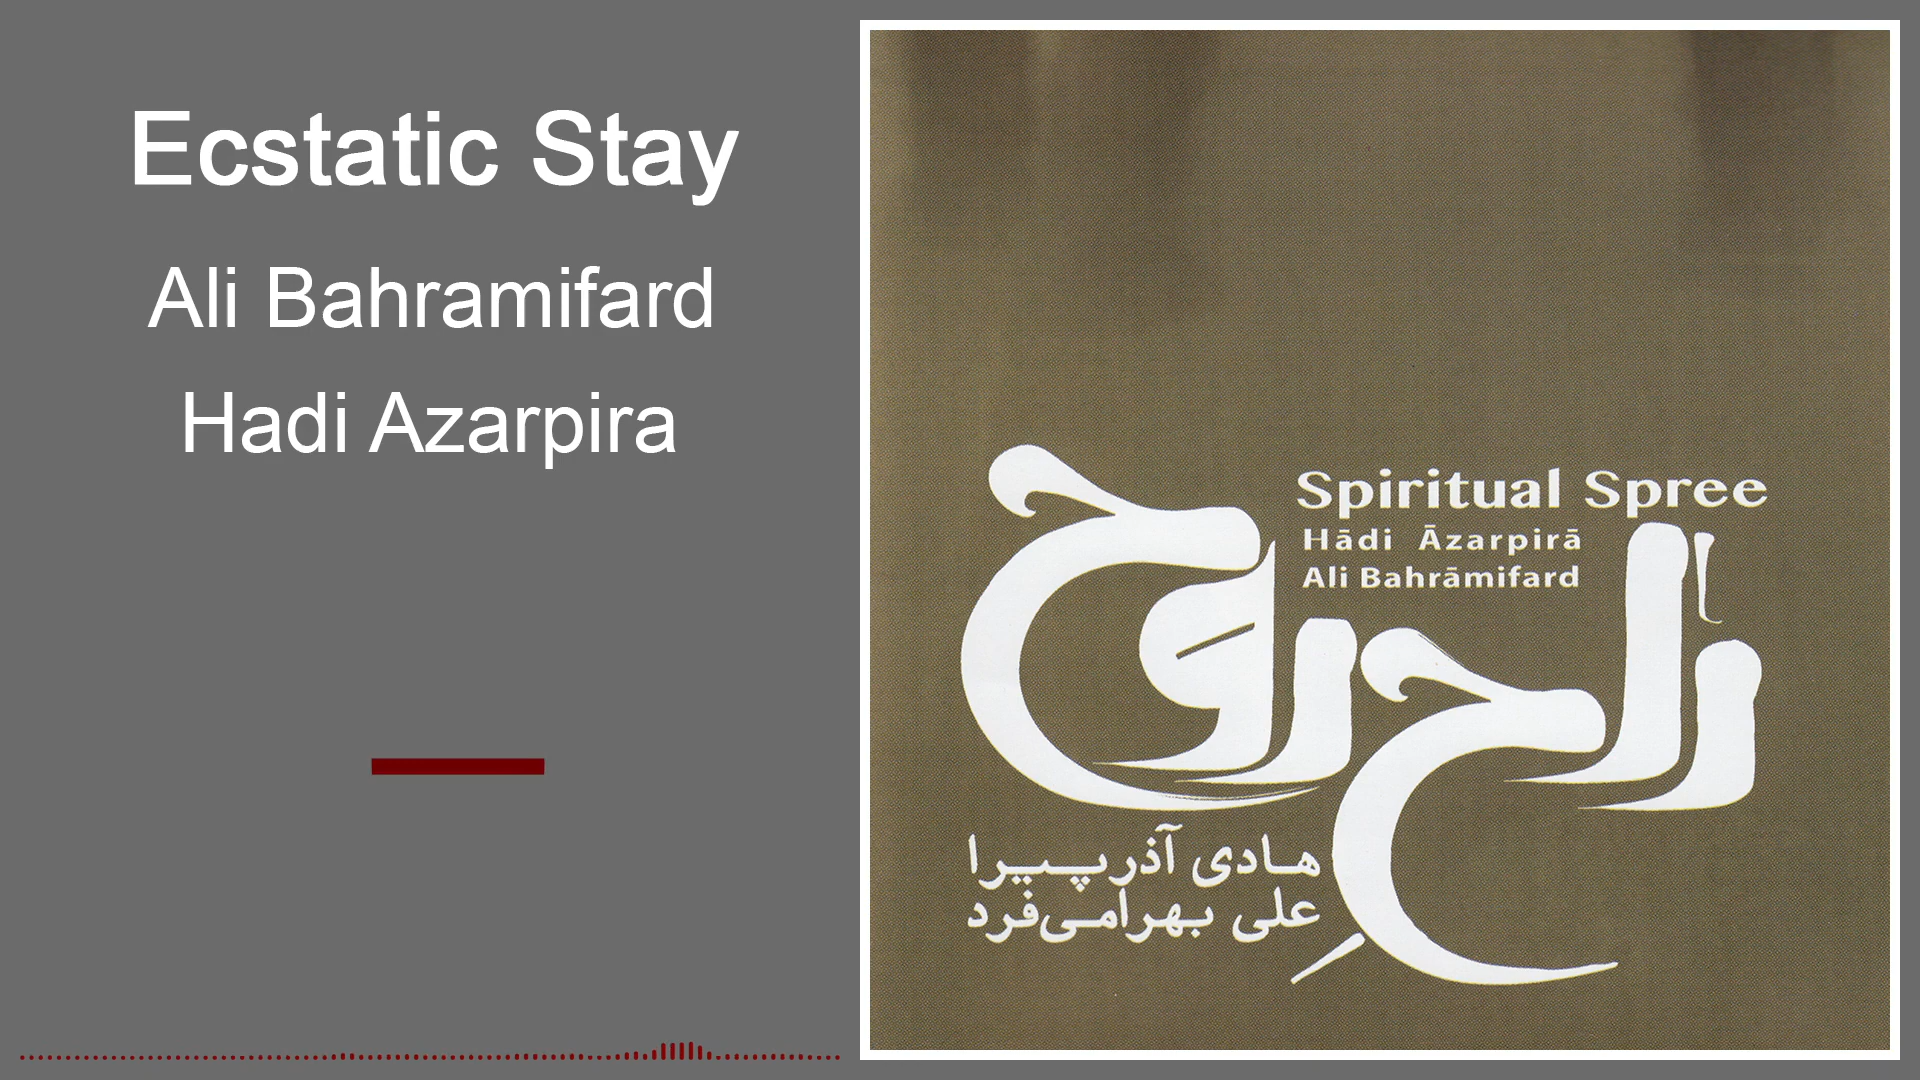 Ecstatic Stay
Ali Bahramifard
Hadi Azarpira
Spiritual Spree
Hādi Āzarpirā
Ali Bahrāmifard
راحِ روح
هادی آذرپیرا
علی بهرامی‌فرد